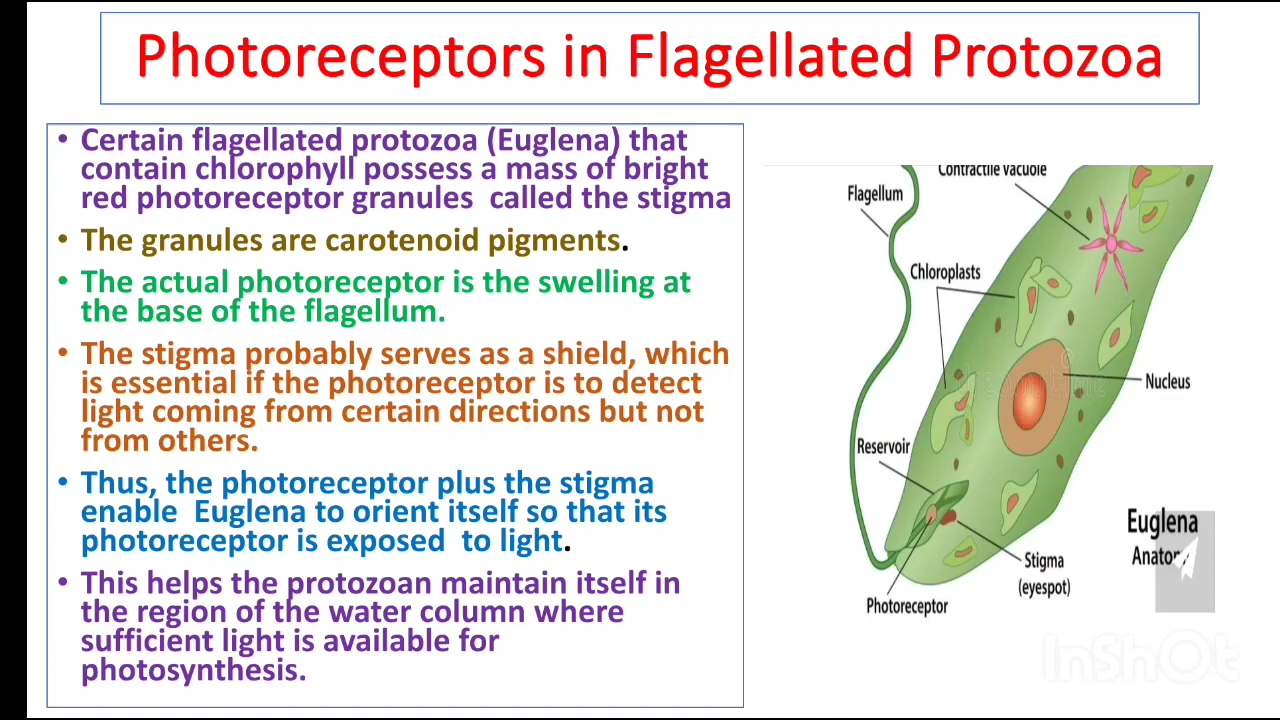 Photoreceptors in Flagellated Protozoa
• Certain flagellated protozoa (Euglena) that
contain chlorophyll possess a mass of bright
red photoreceptor granules called the stigma
• The granules are carotenoid pigments.
• The actual photoreceptor is the swelling at
the base of the flagellum.
• The stigma probably serves as a shield, which
is essential if the photoreceptor is to detect
light coming from certain directions but not
from others.
• Thus, the photoreceptor plus the stigma
enable Euglena to orient itself so that its
photoreceptor is exposed to light.
• This helps the protozoan maintain itself in
the region of the water column where
sufficient light is available for
photosynthesis.
Contractile vacuole
Flagellum
Chloroplasts
Nucleus
Reservoir
Euglena
Stigma
(eyespot)
Photoreceptor
InShOt